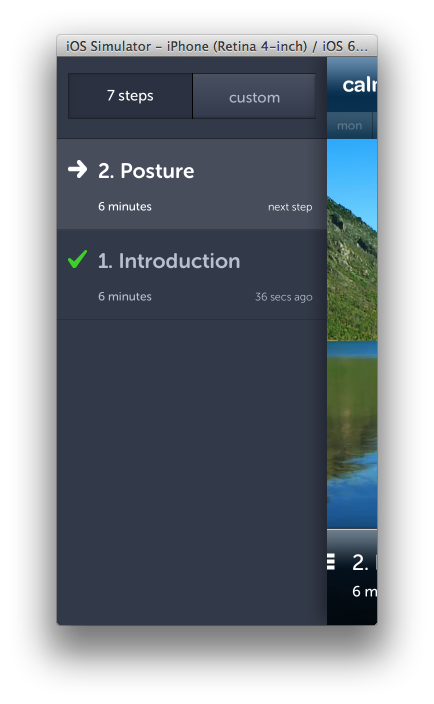 iOS Simulator – iPhone (Retina 4-inch) / iOS 6...
7 steps
custom
mon
2. Posture
6 minutes
next step
1. Introduction
6 minutes
36 secs ago
2.
6 m